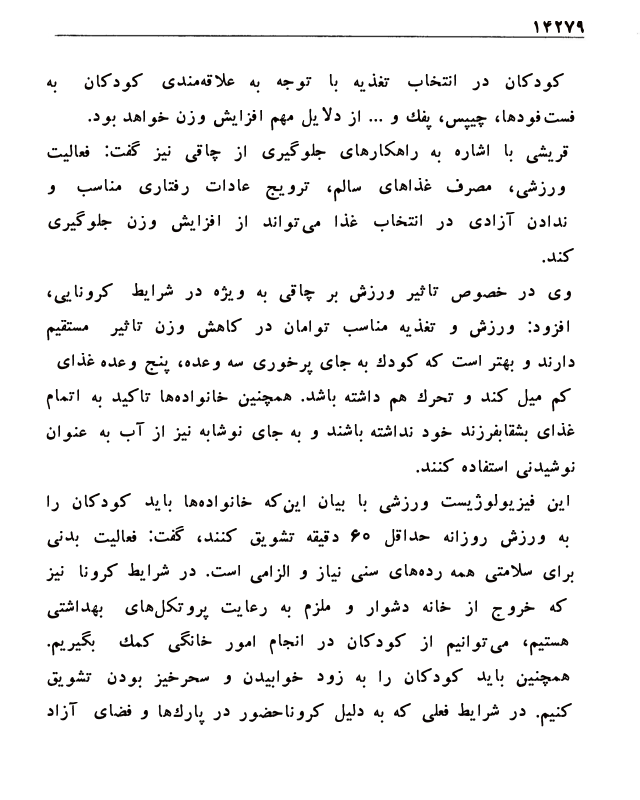 ۱۴۲۷۹
کودکان در انتخاب تغذیه با توجه به علاقه‌مندی کودکان به
فست‌فودها، چیپس، پفك و ... از دلایل مهم افزایش وزن خواهد بود.
قریشی با اشاره به راهکارهای جلوگیری از چاقی نیز گفت: فعالیت
ورزشی، مصرف غذاهای سالم، ترویج عادات رفتاری مناسب و
ندادن آزادی در انتخاب غذا می‌تواند از افزایش وزن جلوگیری
کند.
وی در خصوص تاثیر ورزش بر چاقی به ویژه در شرایط کرونایی،
افزود: ورزش و تغذیه مناسب توامان در کاهش وزن تاثیر مستقیم
دارند و بهتر است که کودك به جای پرخوری سه وعده، پنج وعده غذای
کم میل کند و تحرك هم داشته باشد. همچنین خانواده‌ها تاکید به اتمام
غذای بشقابفرزند خود نداشته باشند و به جای نوشابه نیز از آب به عنوان
نوشیدنی استفاده کنند.
این فیزیولوژیست ورزشی با بیان این‌که خانواده‌ها باید کودکان را
به ورزش روزانه حداقل ۶۰ دقیقه تشویق کنند، گفت: فعالیت بدنی
برای سلامتی همه رده‌های سنی نیاز و الزامی است. در شرایط کرونا نیز
که خروج از خانه دشوار و ملزم به رعایت پروتکل‌های بهداشتی
هستیم، می‌توانیم از کودکان در انجام امور خانگی کمك بگیریم.
همچنین باید کودکان را به زود خوابیدن و سحرخیز بودن تشویق
کنیم. در شرایط فعلی که به دلیل کروناحضور در پارك‌ها و فضای آزاد